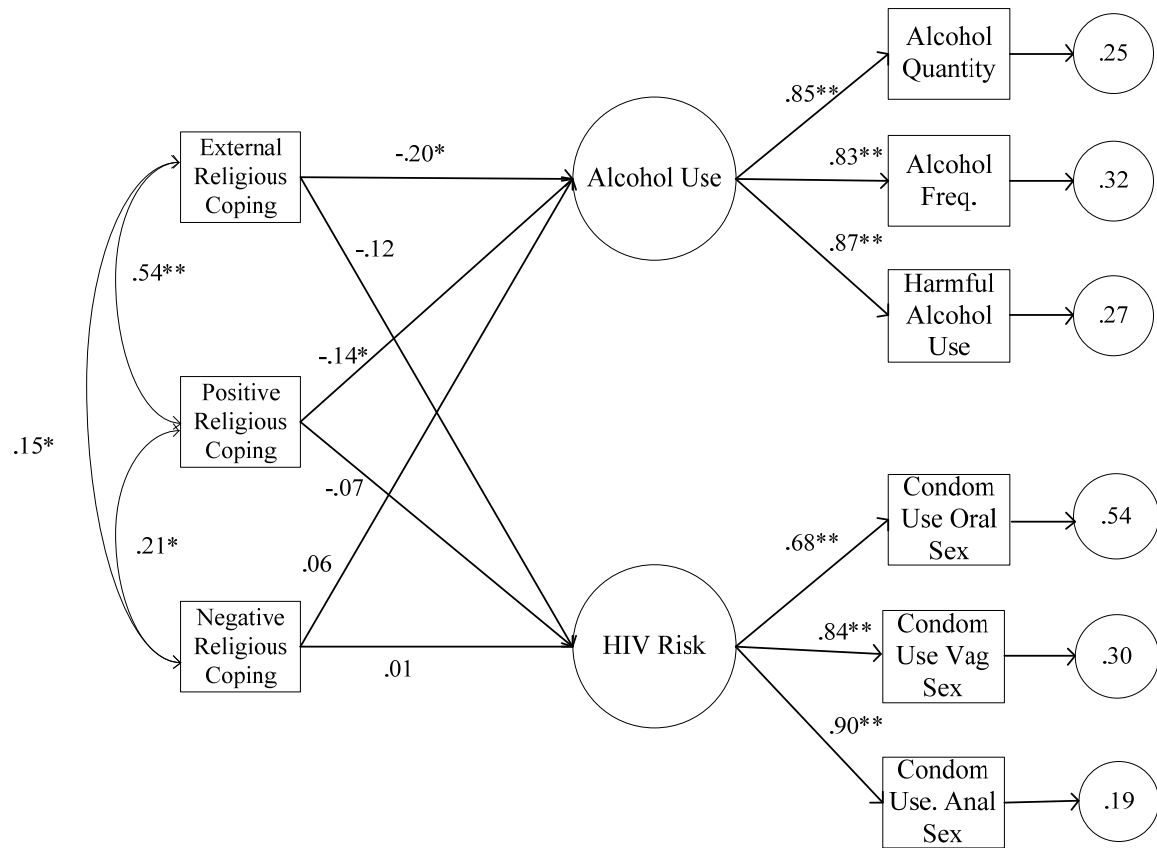 External
Religious
Coping
Positive
Religious
Coping
Negative
Religious
Coping
.54**
.15*
.21*
-.20*
-.12
-.14*
-.07
.06
.01
Alcohol Use
HIV Risk
.85**
.83**
.87**
.68**
.84**
.90**
Alcohol
Quantity
.25
Alcohol
Freq.
.32
Harmful
Alcohol
Use
.27
Condom
Use Oral
Sex
.54
Condom
Use Vag
Sex
.30
Condom
Use. Anal
Sex
.19